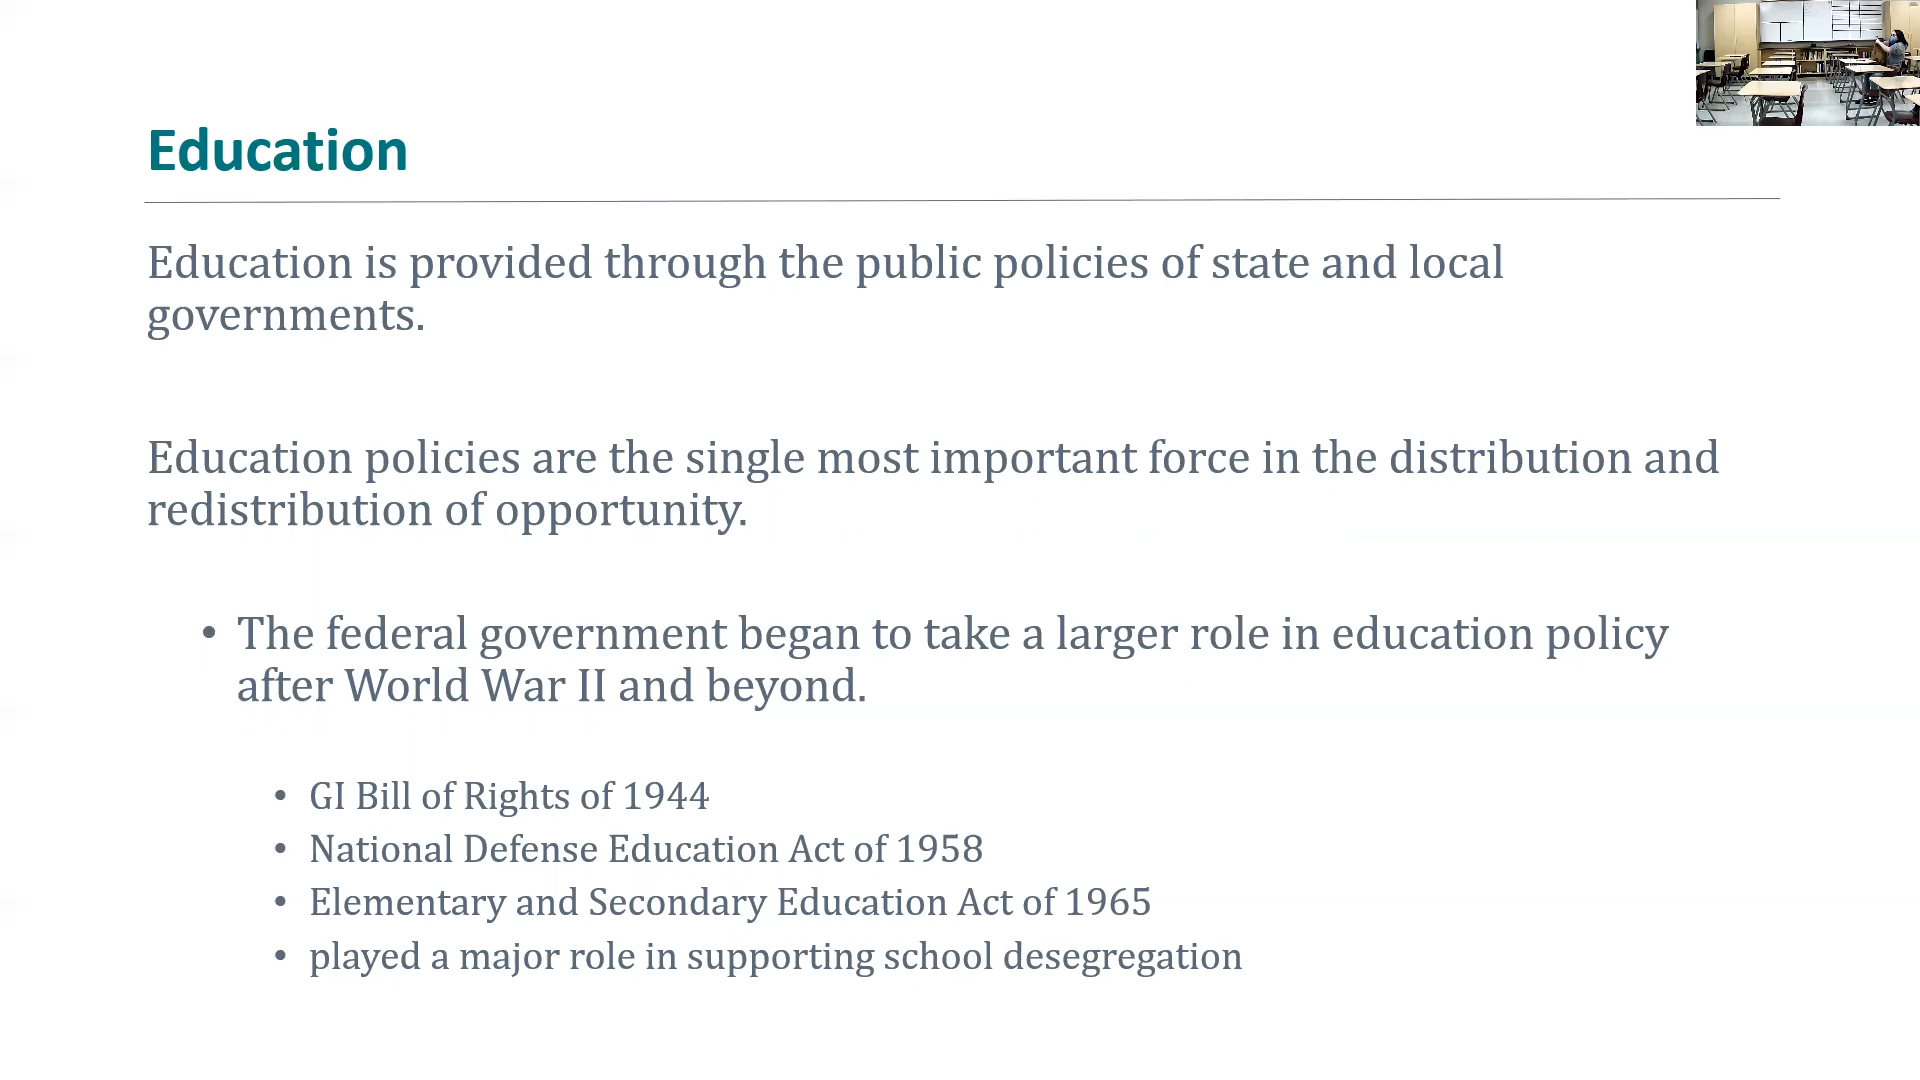 Education
Education is provided through the public policies of state and local
governments.
Education policies are the single most important force in the distribution and
redistribution of opportunity.
• The federal government began to take a larger role in education policy
after World War II and beyond.
• GI Bill of Rights of 1944
• National Defense Education Act of 1958
• Elementary and Secondary Education Act of 1965
• played a major role in supporting school desegregation